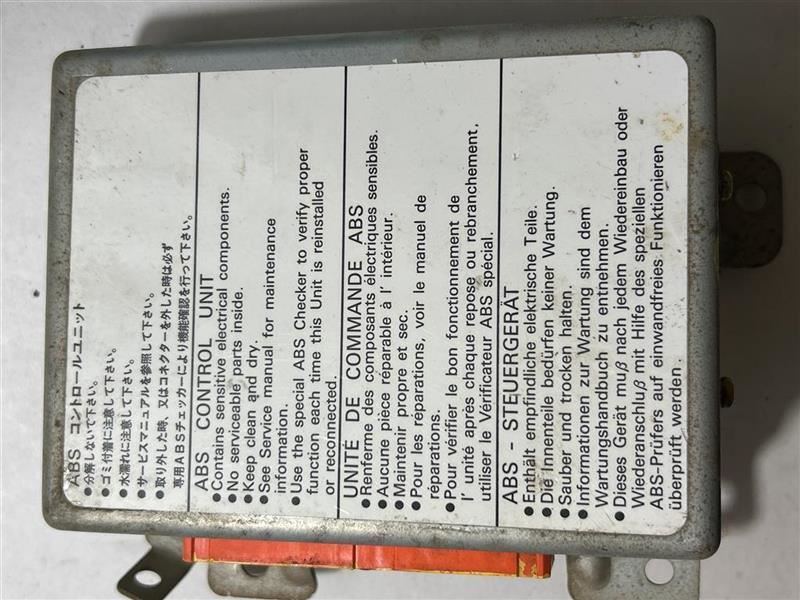 ABS コントロールユニット
●分解しないで下さい。
●ゴミ付着に注意して下さい。
●水濡れに注意して下さい。
●サービスマニュアルを参照して下さい。
●取り外した時、又はコネクターを外した時は必ず
専用ABSチェッカーにより機能確認を行って下さい。
ABS CONTROL UNIT
●Contains sensitive electrical components.
●No serviceable parts inside.
●Keep clean and dry.
●See Service manual for maintenance
information.
●Use the special ABS Checker to verify proper
function each time this Unit is reinstalled
or reconnected.
UNITÉ DE COMMANDE ABS
●Renferme des composants électriques sensibles.
●Aucune pièce réparable à l' intérieur.
●Maintenir propre et sec.
●Pour les réparations, voir le manuel de
réparations.
●Pour vérifier le bon fonctionnement de
l' unité après chaque repose ou rebranchement,
utiliser le Vérificateur ABS spécial.
ABS - STEUERGERÄT
●Enthält empfindliche elektrische Teile.
●Die Innenteile bedürfen keiner Wartung.
●Sauber und trocken halten.
●Informationen zur Wartung sind dem
Wartungshandbuch zu entnehmen.
●Dieses Gerät muß nach jedem Wiedereinbau oder
Wiederanschluß mit Hilfe des speziellen
ABS-Prüfers auf einwandfreies Funktionieren
überprüft werden.